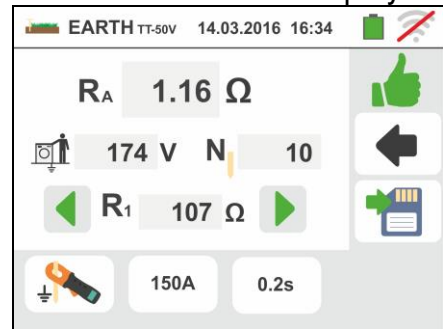 EARTH TT-50V 14.03.2016 16:34
RA 1.16 Ω
174 V N 10
R1 107 Ω
150A 0.2s